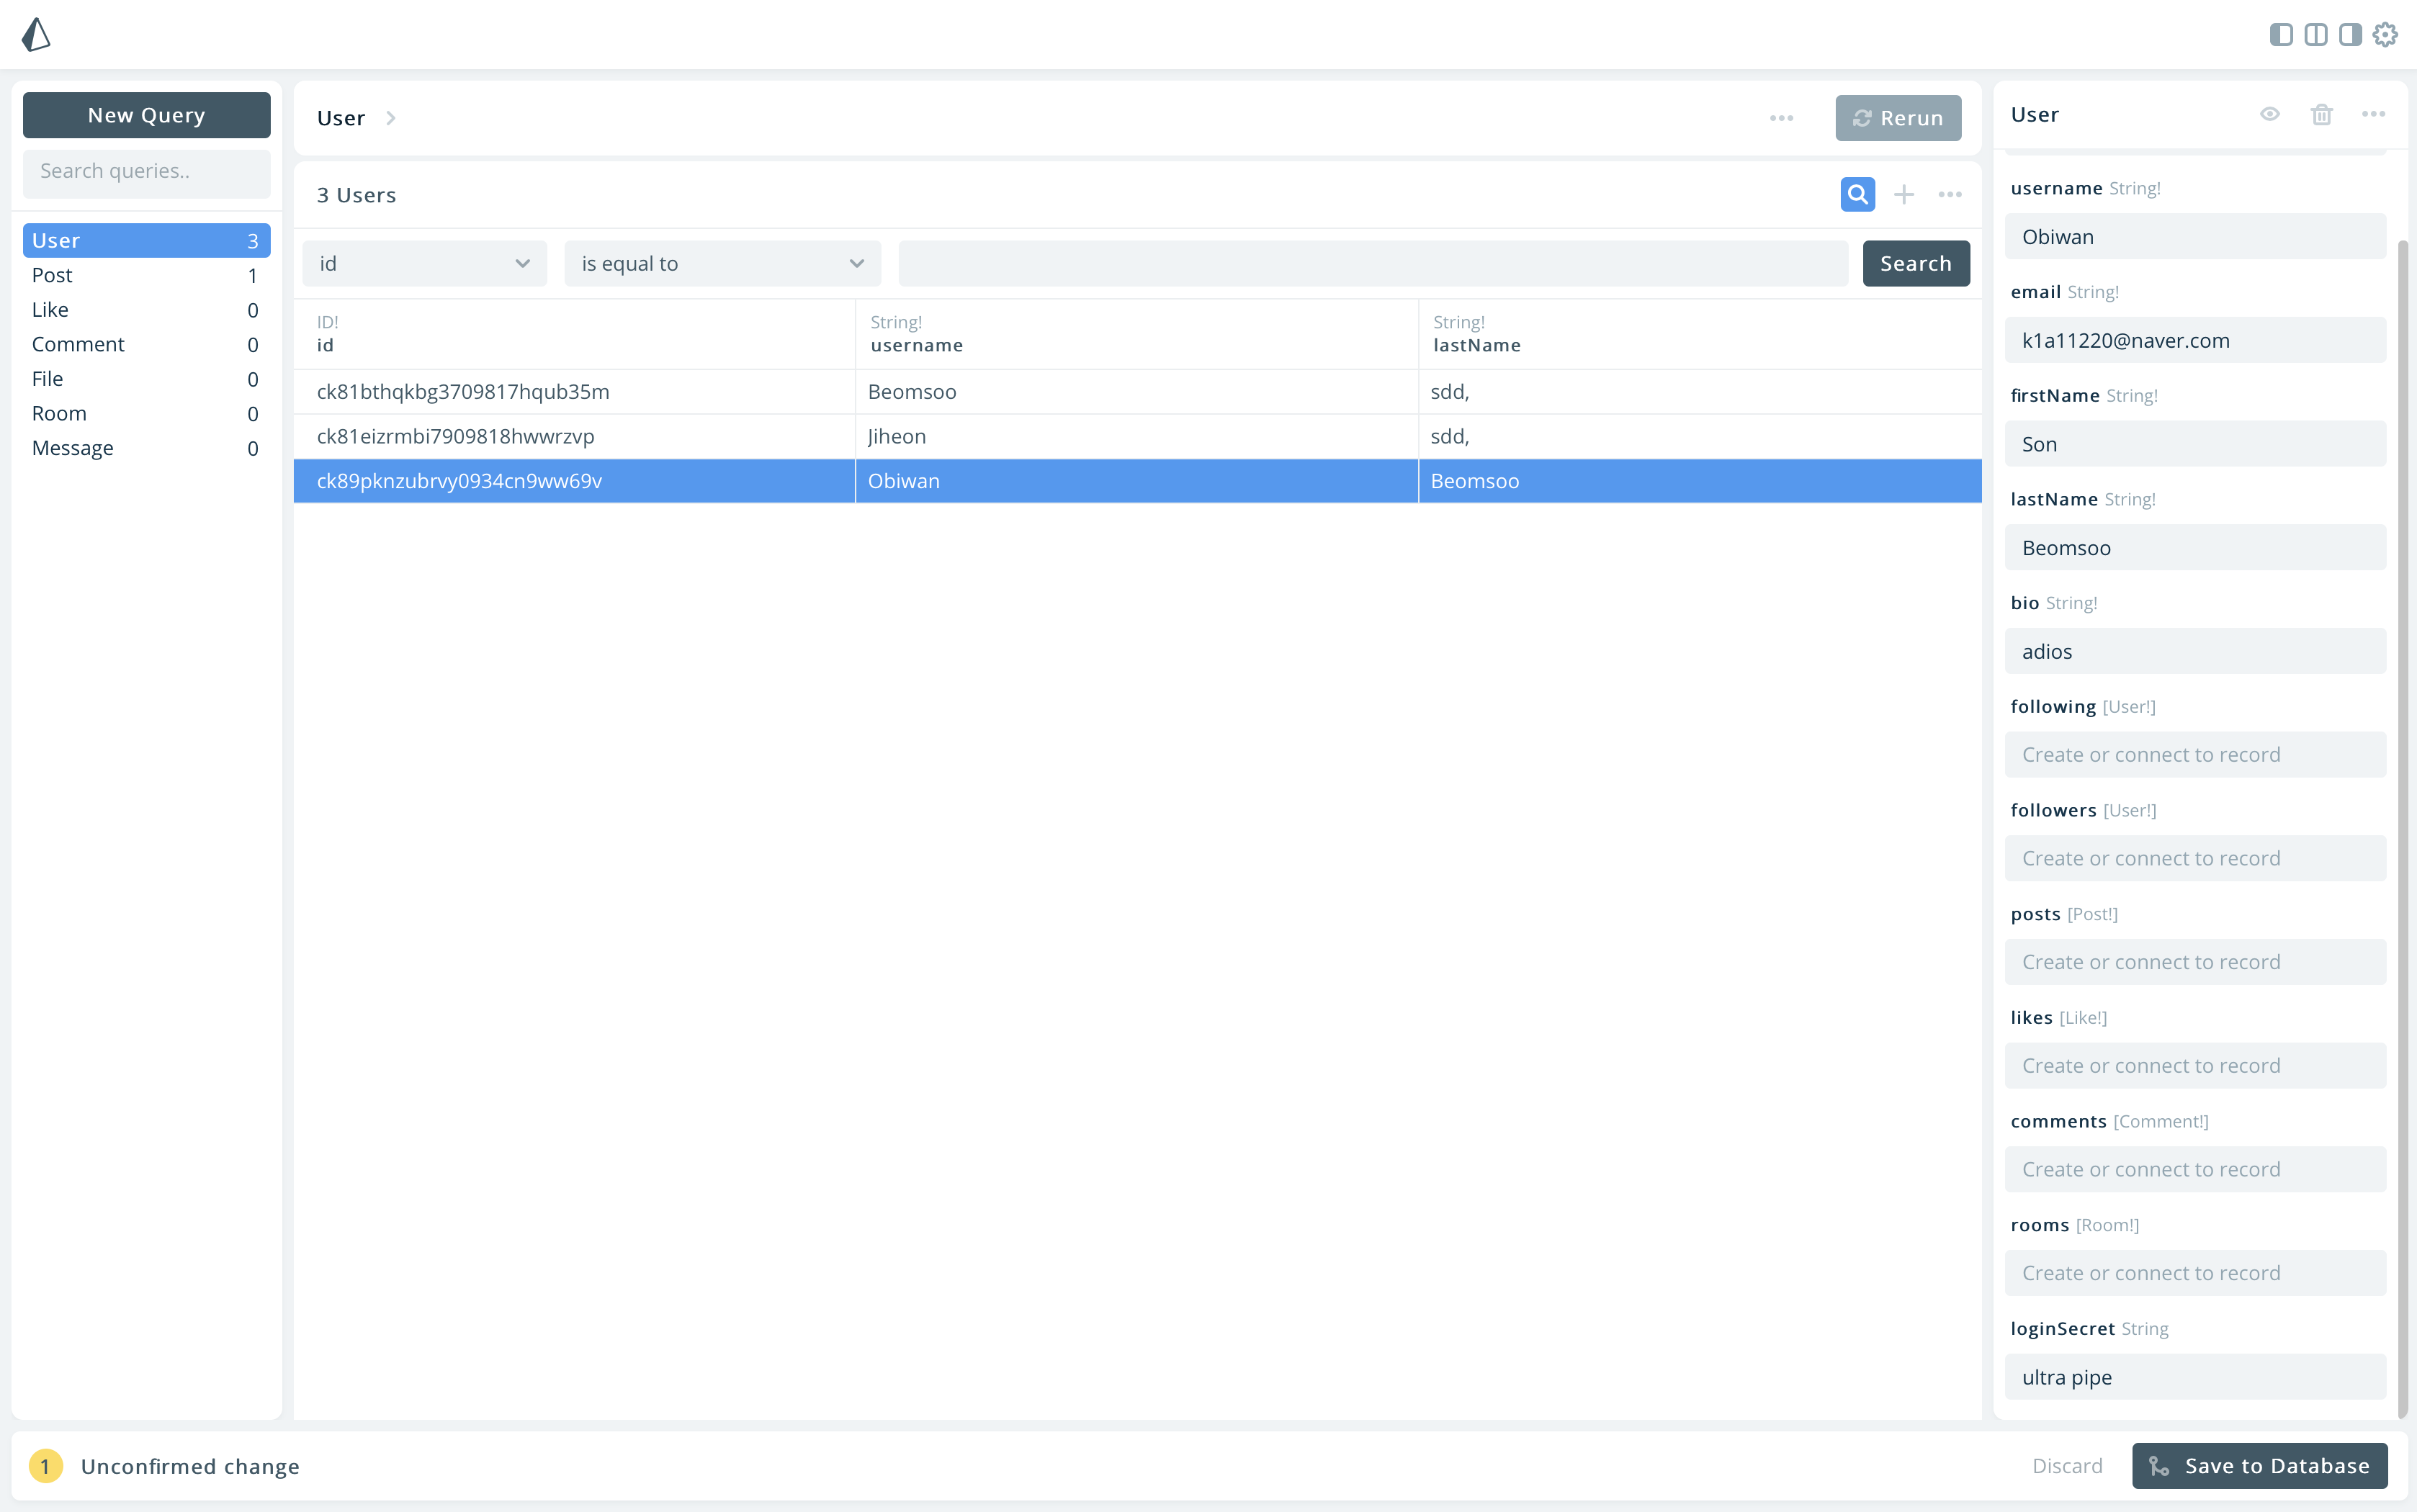 New Query
Search queries..
User 3
Post 1
Like 0
Comment 0
File 0
Room 0
Message 0
User
Rerun
3 Users
id
is equal to
Search
ID! String! String!
id username lastName
ck81bthqkbg3709817hqub35m Beomsoo sdd,
ck81eizrmbi7909818hwwrzvp Jiheon sdd,
ck89pknzubrvy0934cn9ww69v Obiwan Beomsoo
User
username String!
Obiwan
email String!
k1a11220@naver.com
firstName String!
Son
lastName String!
Beomsoo
bio String!
adios
following [User!]
Create or connect to record
followers [User!]
Create or connect to record
posts [Post!]
Create or connect to record
likes [Like!]
Create or connect to record
comments [Comment!]
Create or connect to record
rooms [Room!]
Create or connect to record
loginSecret String
ultra pipe
1 Unconfirmed change
Discard
Save to Database